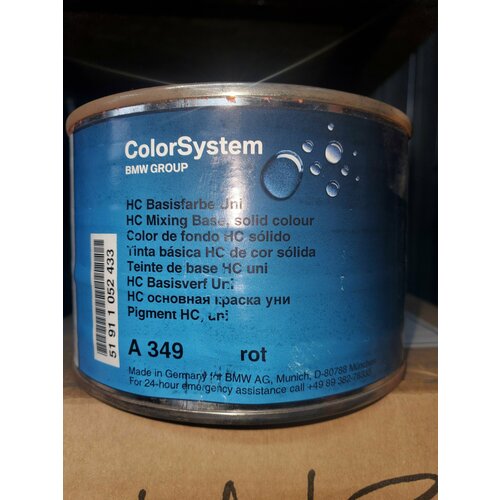 ColorSystem
BMW GROUP
HC Basisfarbe Uni
HC Mixing Base, solid colour
Color de fondo HC sólido
Tinta básica HC de cor sólida
Teinte de base HC uni
HC Basisverf Uni
HC основная краска уни
Pigment HC, uni
A 349 rot
Made in Germany for BMW AG, Munich, D-80788 München
For 24-hour emergency assistance call +49 89 382-76333
51 91 1 052 433